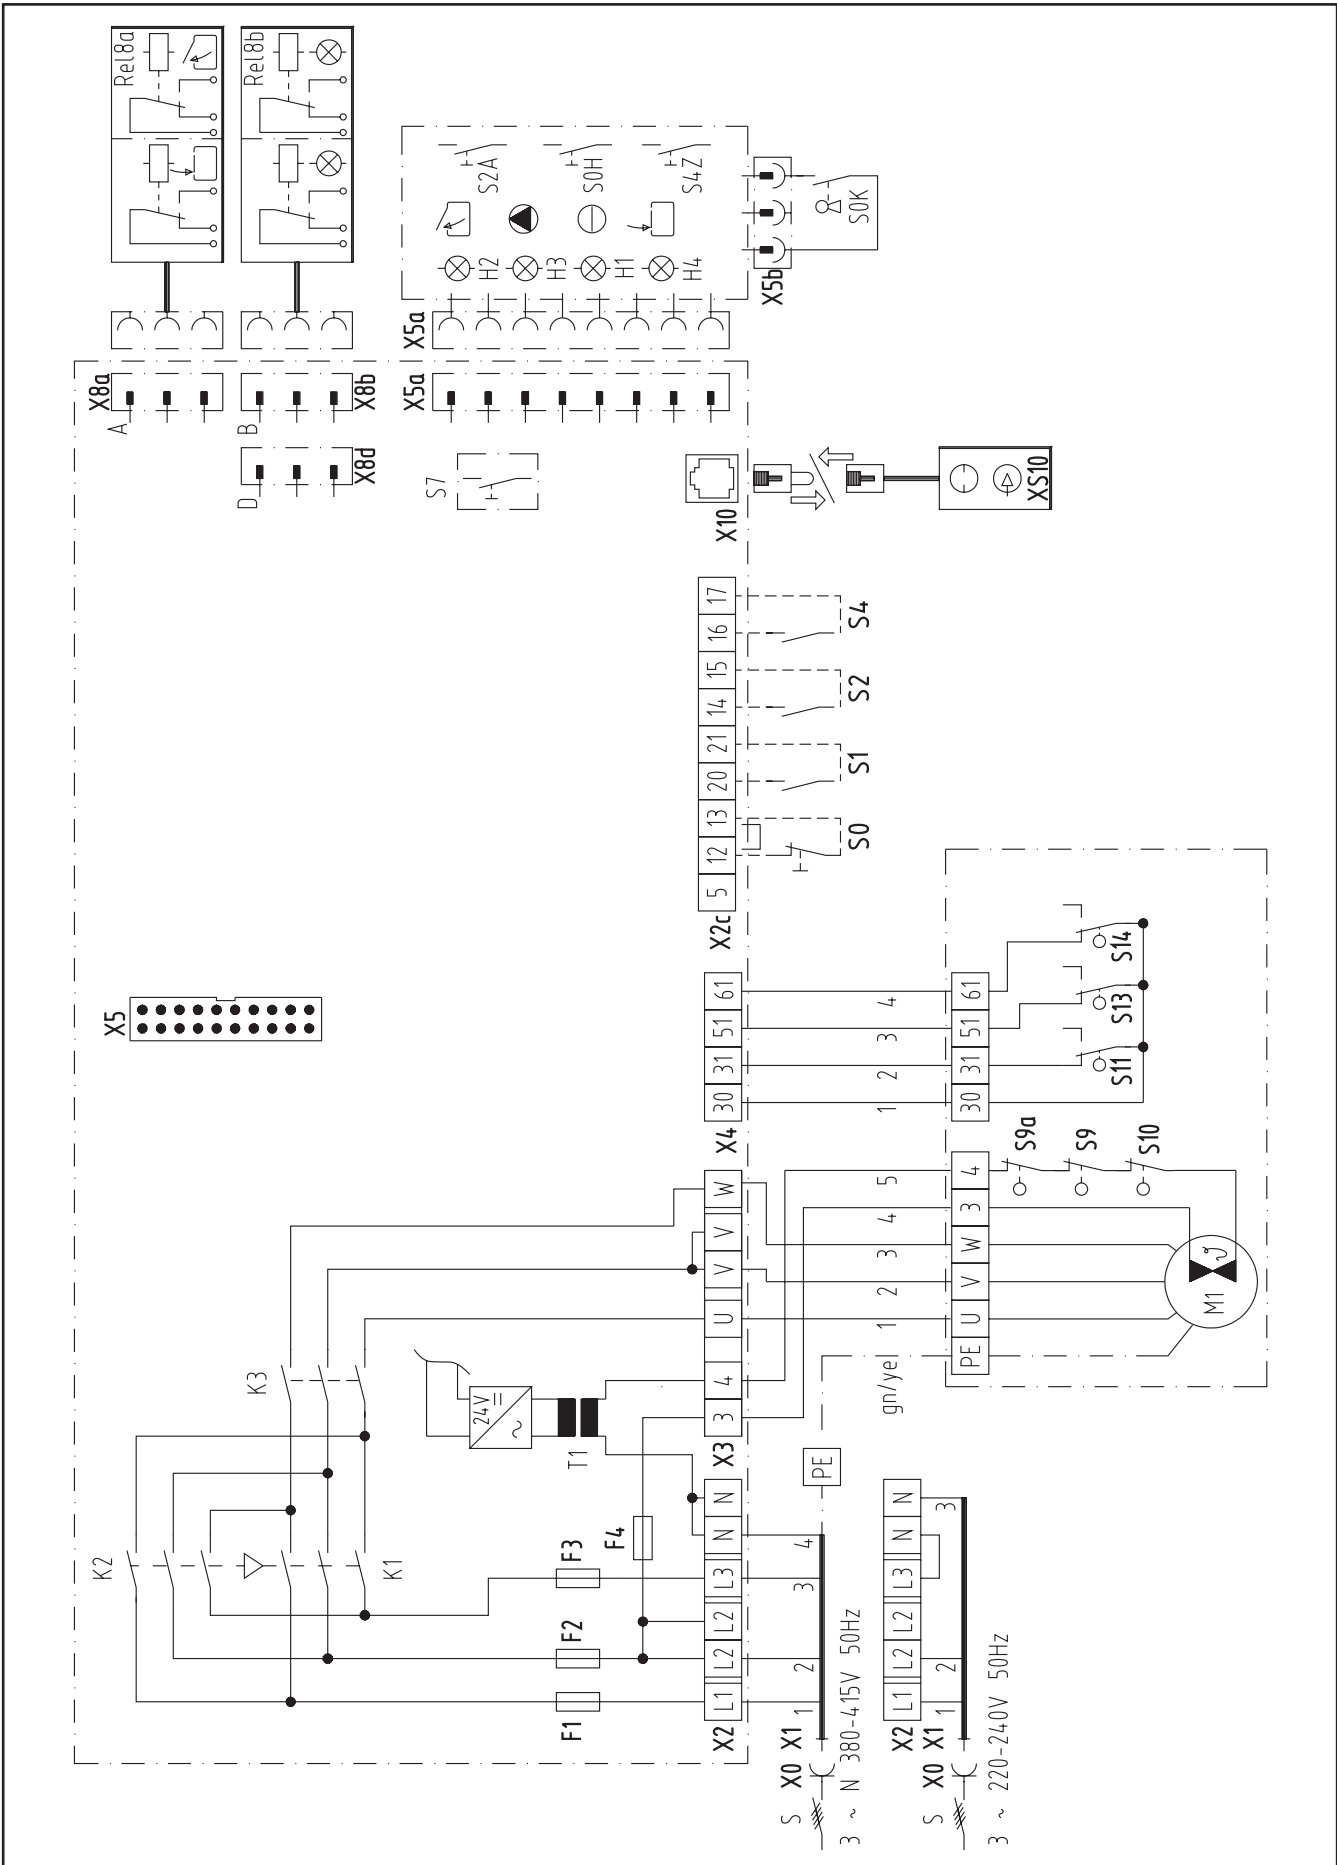 Rel8a
Rel8b
X8a
A
X8b
B
X8d
D
X5a
X5a
S7
S2A
S0H
S4Z
H2
H3
H1
H4
X5b
S0K
X10
XS10
X5
X2c
5 12 13 20 21 14 15 16 17
S0
S1
S2
S4
X4
30 31 51 61
1 2 3 4
30 31 51 61
S11
S13
S14
K3
K2
K1
24V
T1
F1
F2
F3
F4
X3
3 4 U V V W
X2
L1 L2 L2 L3 N N
1 2 3 4
PE
gn/ye
1 2 3 4 5
PE U V W 3 4
S9a
S9
S10
M1
ϑ
S
X0 X1
3 ~ N 380-415V 50Hz
X2
L1 L2 L2 L3 N N
1 2 3
S
X0 X1
3 ~ 220-240V 50Hz